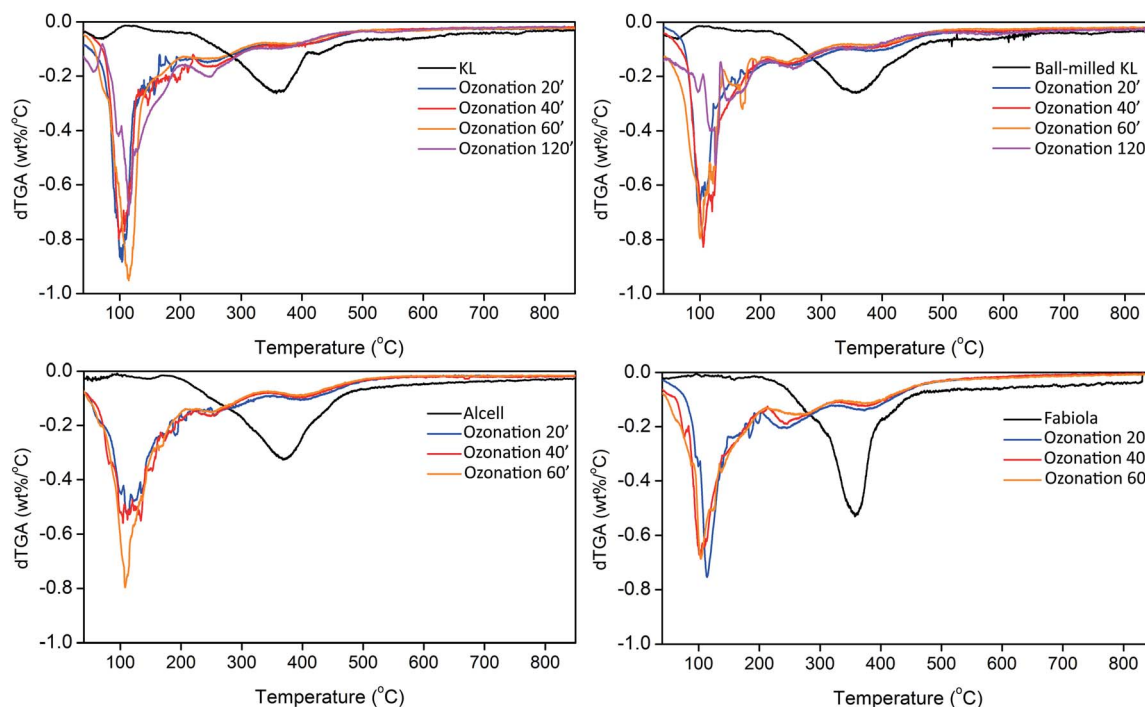 0.0
-0.2
-0.4
-0.6
-0.8
-1.0
dTGA (wt%/°C)
KL
Ozonation 20’
Ozonation 40’
Ozonation 60’
Ozonation 120’
100 200 300 400 500 600 700 800
Temperature (°C)
0.0
-0.2
-0.4
-0.6
-0.8
-1.0
dTGA (wt%/°C)
Ball-milled KL
Ozonation 20’
Ozonation 40’
Ozonation 60’
Ozonation 120
100 200 300 400 500 600 700 800
Temperature (°C)
0.0
-0.2
-0.4
-0.6
-0.8
-1.0
dTGA (wt%/°C)
Alcell
Ozonation 20’
Ozonation 40’
Ozonation 60’
100 200 300 400 500 600 700 800
Temperature (°C)
0.0
-0.2
-0.4
-0.6
-0.8
-1.0
dTGA (wt%/°C)
Fabiola
Ozonation 20
Ozonation 40
Ozonation 60
100 200 300 400 500 600 700 800
Temperature (°C)